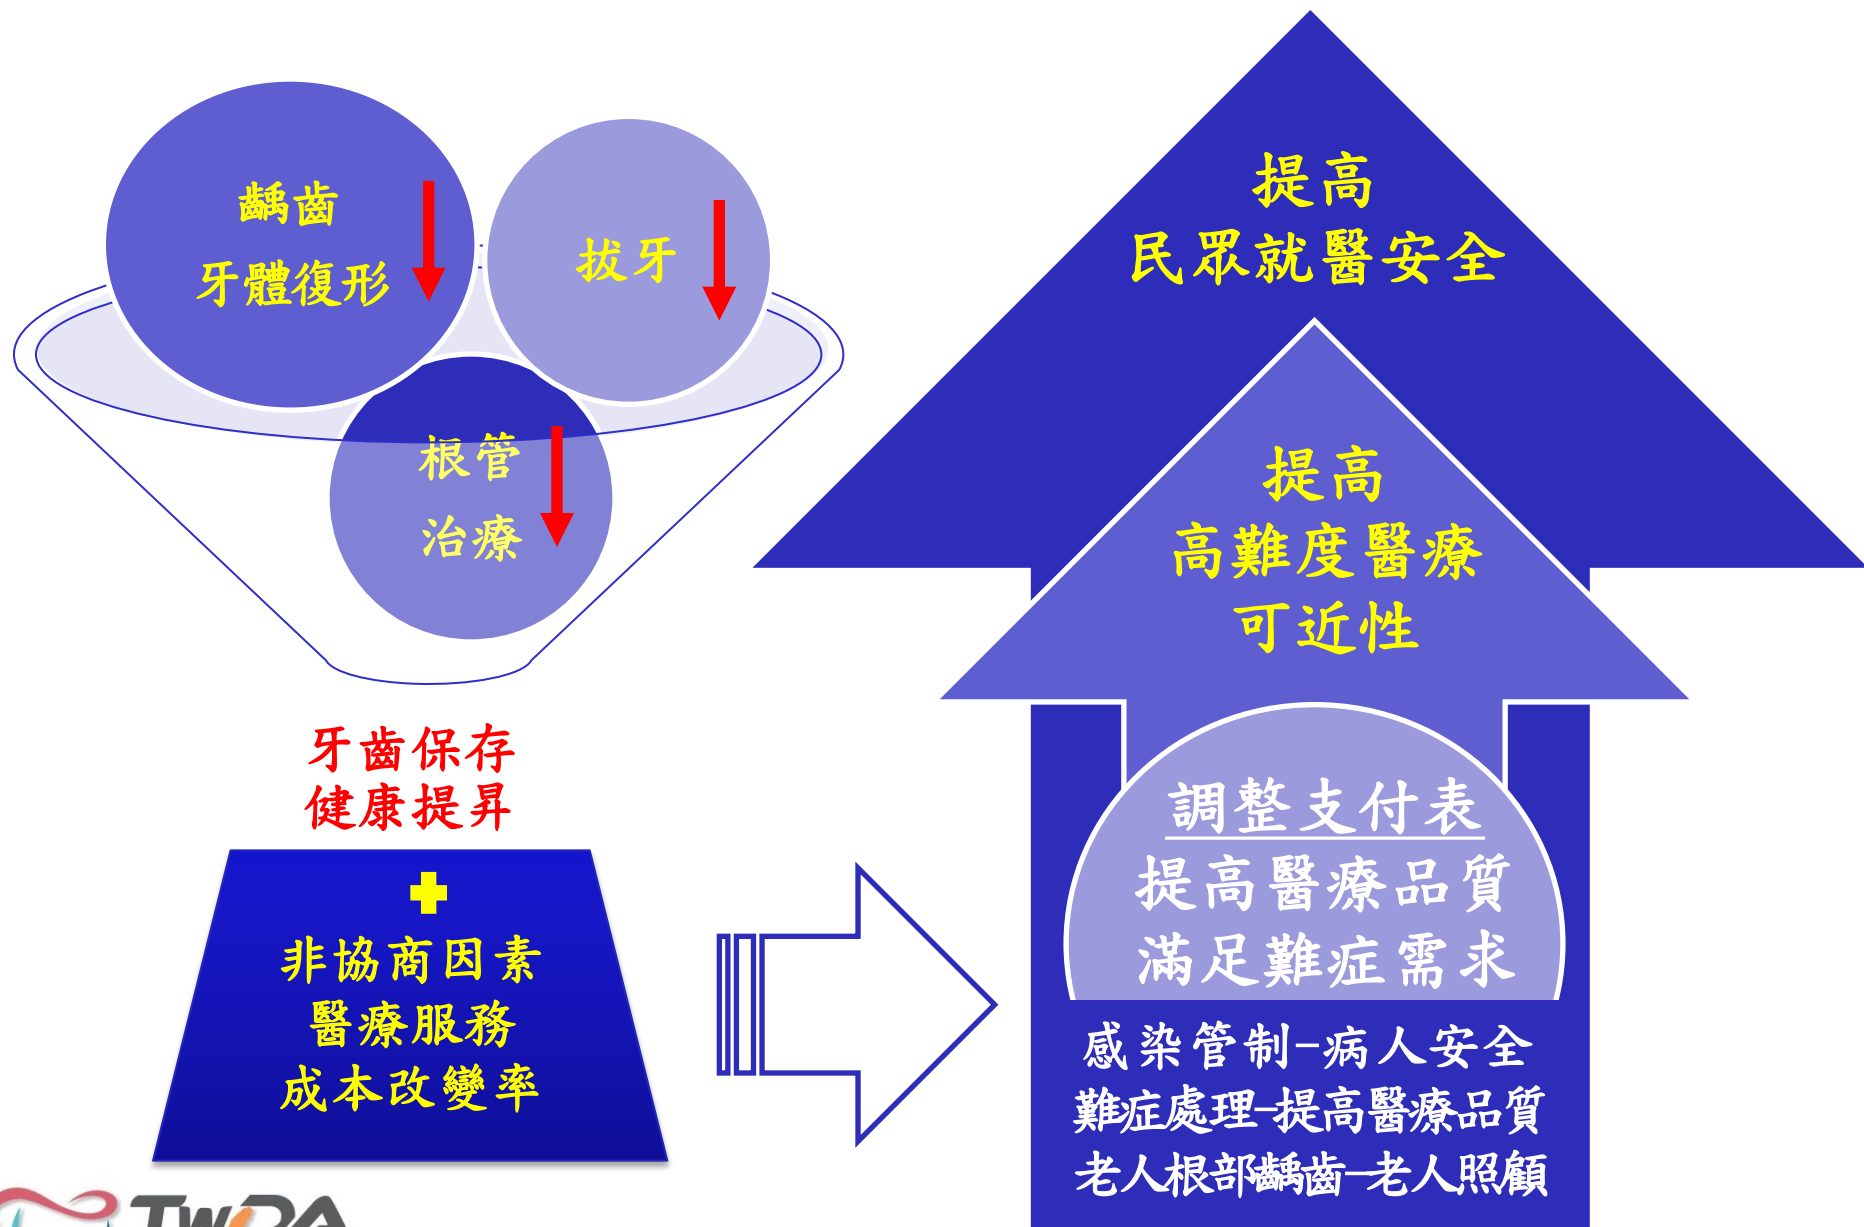 齲齒
牙體復形
拔牙
根管
治療
牙齒保存
健康提昇
非協商因素
醫療服務
成本改變率
提高
民眾就醫安全
提高
高難度醫療
可近性
調整支付表
提高醫療品質
滿足難症需求
感染管制-病人安全
難症處理-提高醫療品質
老人根部齲齒-老人照顧
TWDA